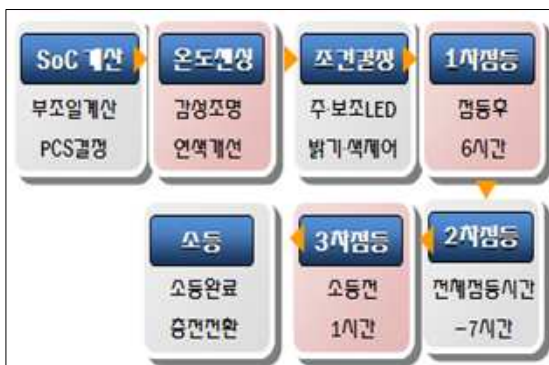 SoC 계산
부조일계산
PCS결정
온도센싱
감성조명
연색개선
조건결정
주·보조LED
밝기·색제어
1차점등
점등후
6시간
2차점등
전체점등시간
-7시간
3차점등
소등전
1시간
소등
소등완료
충전전환